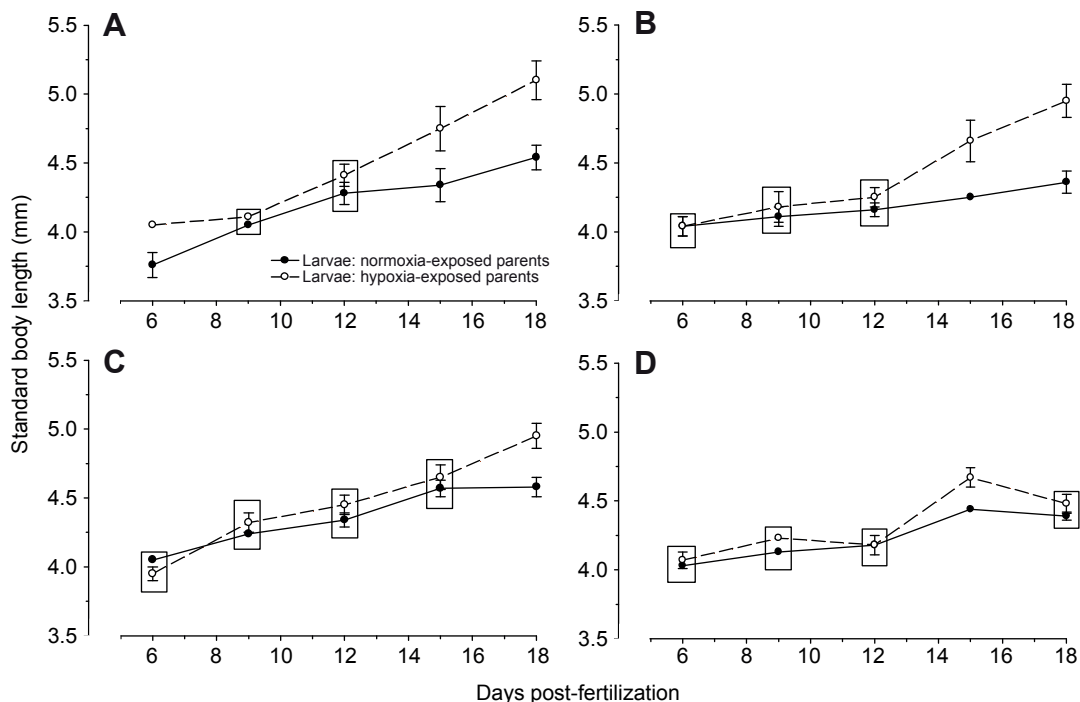 A
B
5.5
5.0
4.5
4.0
3.5
6 8 10 12 14 16 18
Larvae: normoxia-exposed parents
Larvae: hypoxia-exposed parents
5.5
5.0
4.5
4.0
3.5
6 8 10 12 14 16 18
Standard body length (mm)
C
D
5.5
5.0
4.5
4.0
3.5
6 8 10 12 14 16 18
5.5
5.0
4.5
4.0
3.5
6 8 10 12 14 16 18
Days post-fertilization